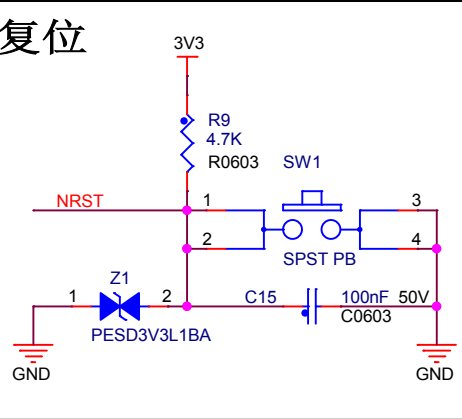 复位
3V3
R9
4.7K
R0603
SW1
NRST
1
3
2
4
SPST PB
Z1
1
2
C15
100nF 50V
C0603
PESD3V3L1BA
GND
GND